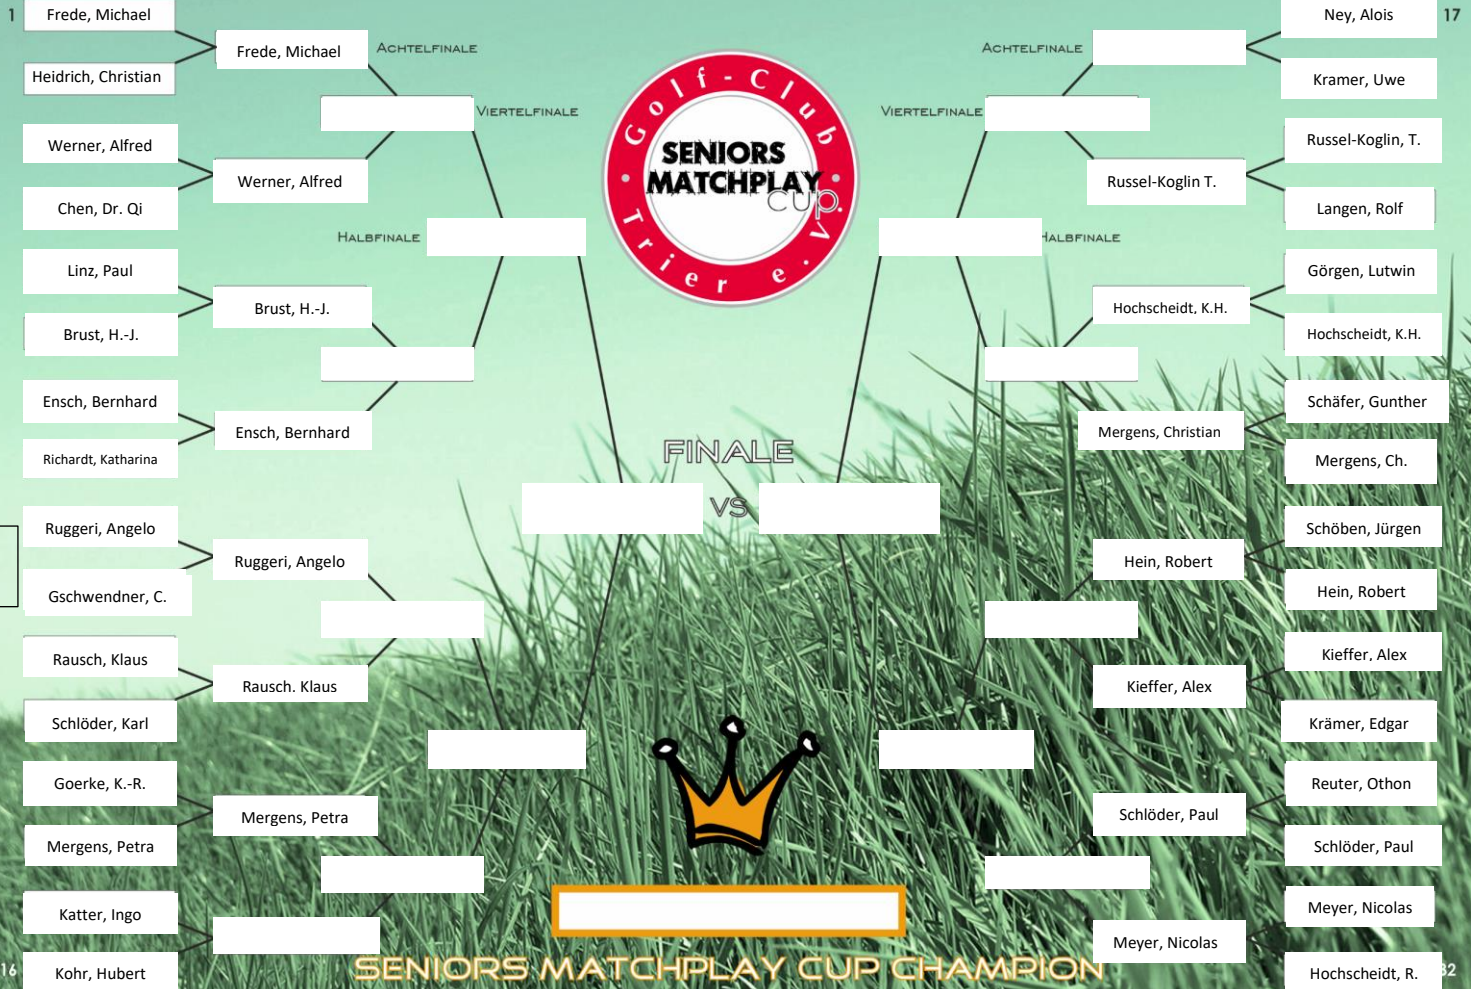 1
Frede, Michael
Heidrich, Christian
Werner, Alfred
Chen, Dr. Qi
Linz, Paul
Brust, H.-J.
Ensch, Bernhard
Richardt, Katharina
Ruggeri, Angelo
Gschwendner, C.
Rausch, Klaus
Schlöder, Karl
Goerke, K.-R.
Mergens, Petra
Katter, Ingo
Kohr, Hubert
16
Frede, Michael
Werner, Alfred
Brust, H.-J.
Ensch, Bernhard
Ruggeri, Angelo
Rausch. Klaus
Mergens, Petra
ACHTELFINALE
VIERTELFINALE
HALBFINALE
Golf-Club
Trier e.V.
SENIORS
MATCHPLAY
CUP
FINALE
VS
SENIORS MATCHPLAY CUP CHAMPION
ACHTELFINALE
VIERTELFINALE
HALBFINALE
Russel-Koglin T.
Hochscheidt, K.H.
Mergens, Christian
Hein, Robert
Kieffer, Alex
Schlöder, Paul
Meyer, Nicolas
17
Ney, Alois
Kramer, Uwe
Russel-Koglin, T.
Langen, Rolf
Görgen, Lutwin
Hochscheidt, K.H.
Schäfer, Gunther
Mergens, Ch.
Schöben, Jürgen
Hein, Robert
Kieffer, Alex
Krämer, Edgar
Reuter, Othon
Schlöder, Paul
Meyer, Nicolas
Hochscheidt, R.
32